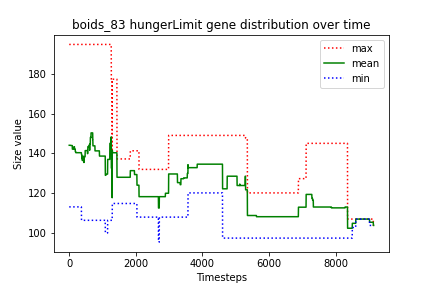 boids_83 hungerLimit gene distribution over time
max
mean
min
Size value
180
160
140
120
100
0
2000
4000
6000
8000
Timesteps